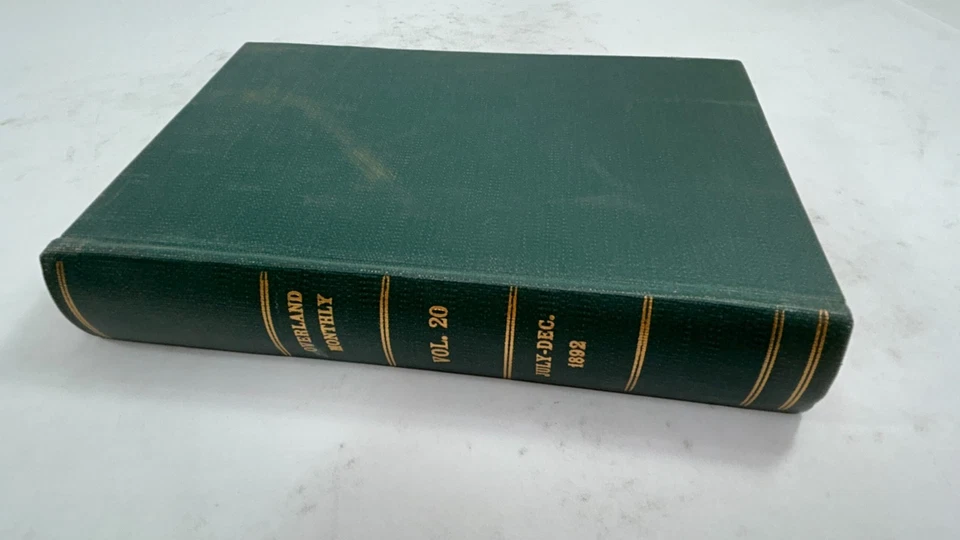 OVERLAND
MONTHLY
VOL. 20
JULY-DEC.
1892